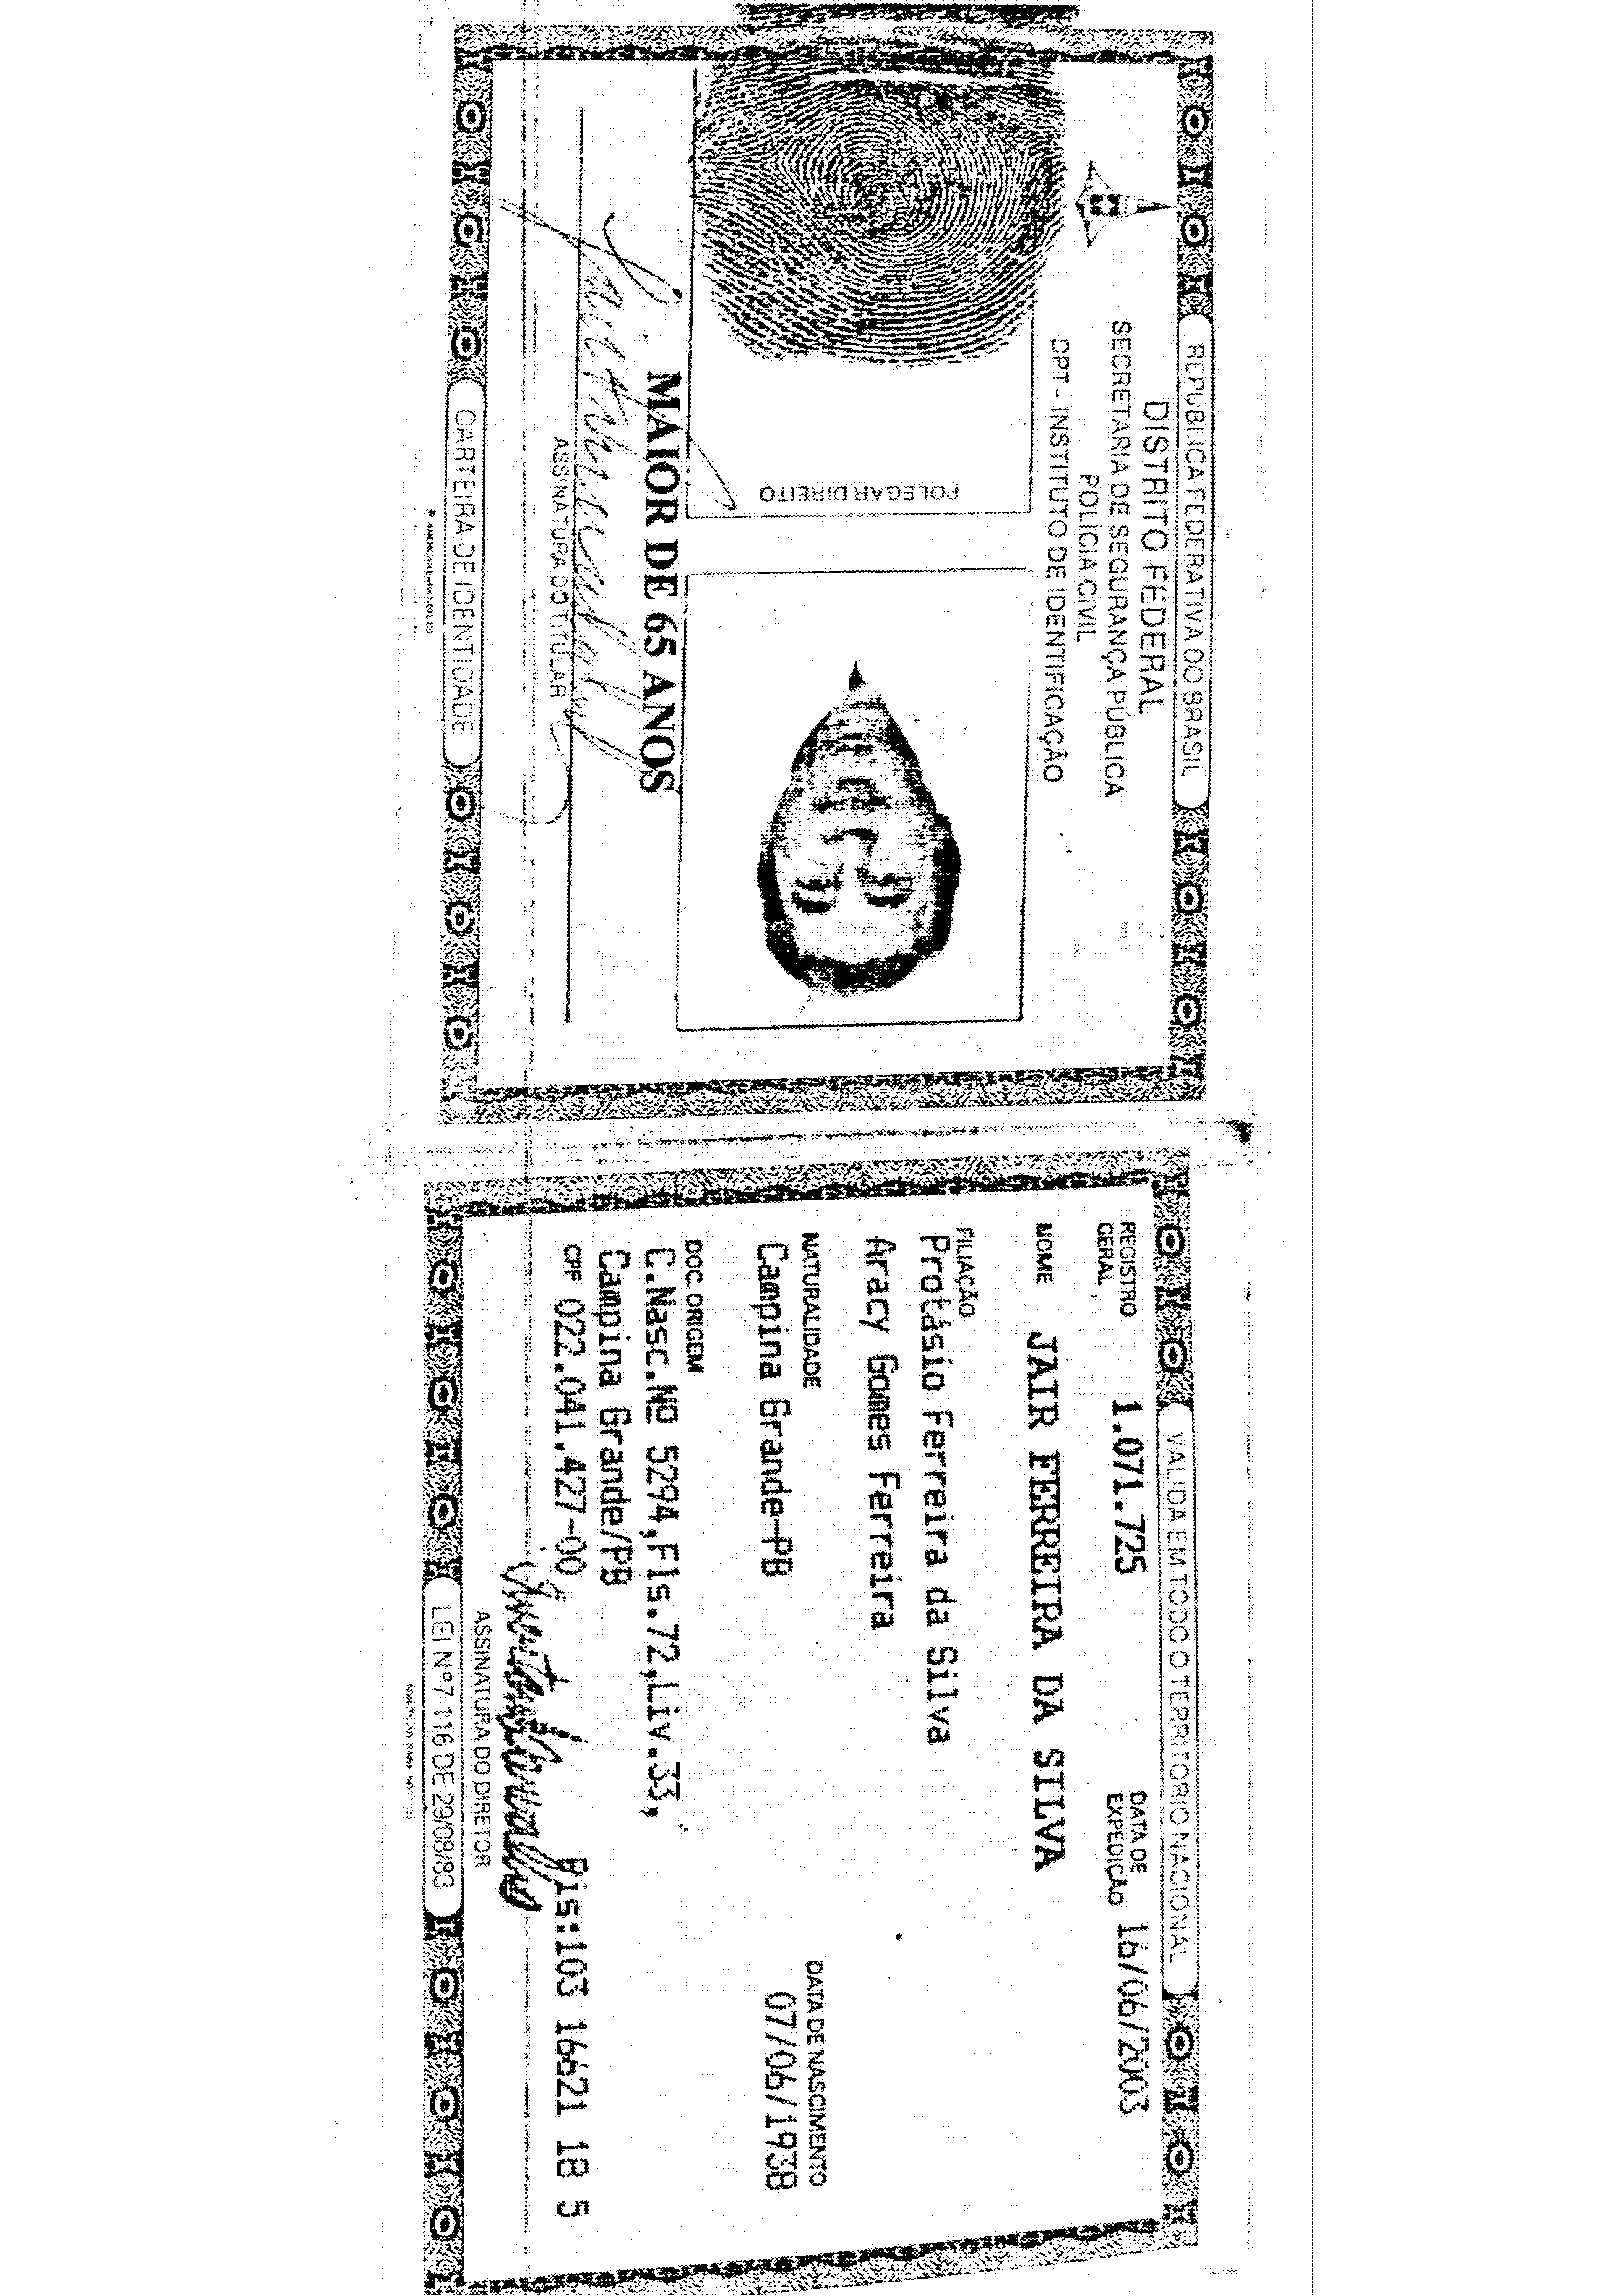 REPÚBLICA FEDERATIVA DO BRASIL
DISTRITO FEDERAL
SECRETARIA DE SEGURANÇA PÚBLICA
POLÍCIA CIVIL
DPT - INSTITUTO DE IDENTIFICAÇÃO
POLEGAR DIREITO
MAIOR DE 65 ANOS
ASSINATURA DO TITULAR
CARTEIRA DE IDENTIDADE
VALIDA EM TODO O TERRITORIO NACIONAL
REGISTRO GERAL 1.071.725 DATA DE EXPEDIÇÃO 16/06/2003
NOME JAIR FERREIRA DA SILVA
FILIAÇÃO
Protásio Ferreira da Silva
Aracy Gomes Ferreira
NATURALIDADE DATA DE NASCIMENTO
Campina Grande-PB 07/06/1938
DOC. ORIGEM
C.Nasc.NO 5294,Fls.72,Liv.33,
Campina Grande/PB
CPF 022.041.427-00 Pis:103 16621 18 5
ASSINATURA DO DIRETOR
LEI Nº 7 116 DE 29/08/83